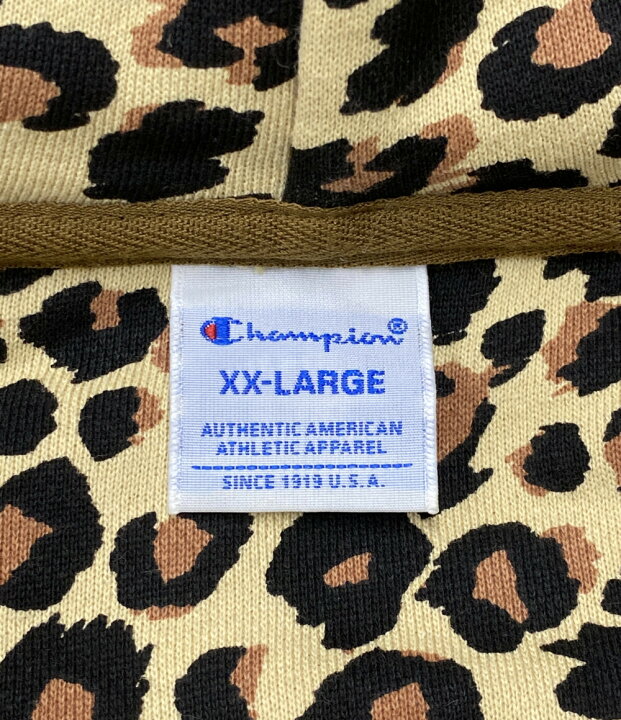 Champion®
XX-LARGE
AUTHENTIC AMERICAN
ATHLETIC APPAREL
SINCE 1919 U.S.A.